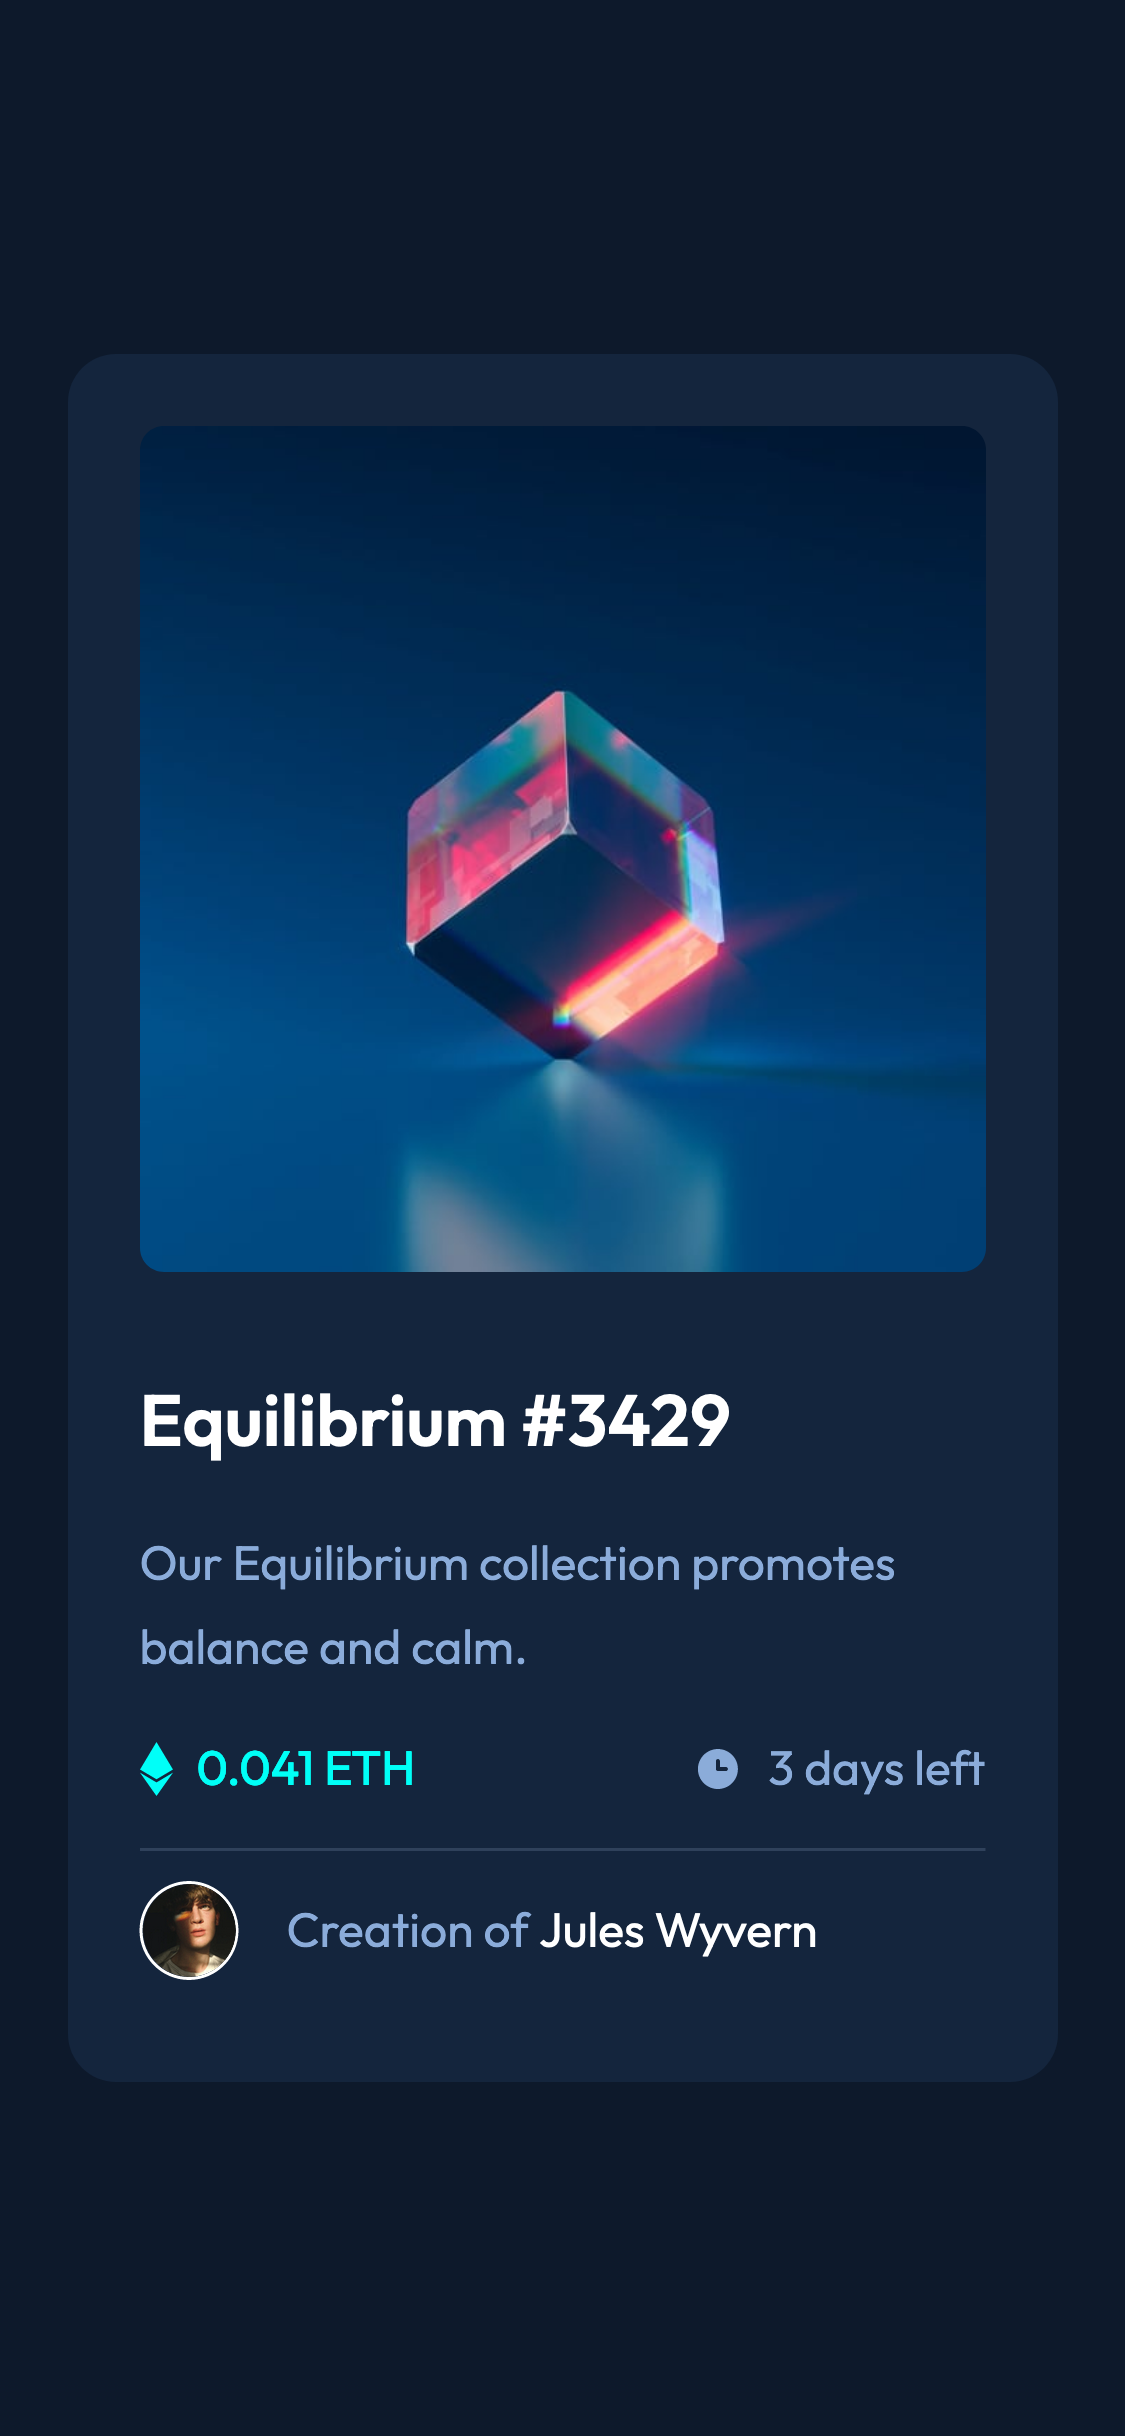 Equilibrium #3429
Our Equilibrium collection promotes
balance and calm.
0.041 ETH
3 days left
Creation of Jules Wyvern